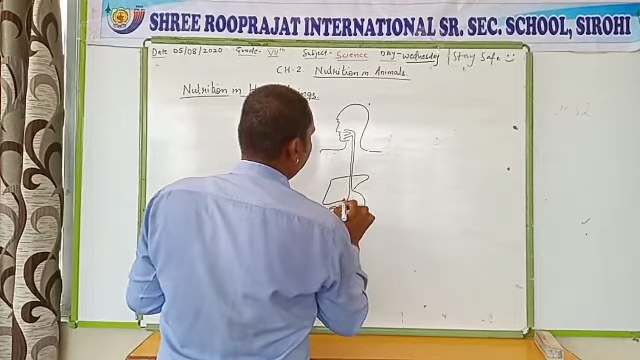 SHREE ROOPRAJAT INTERNATIONAL SR. SEC. SCHOOL, SIROHI
Date 05/08/2020 Grade- VIIth Subject- Science Day- Wednesday Stay Safe
CH-2 Nutrition in Animals.
Nutrition in